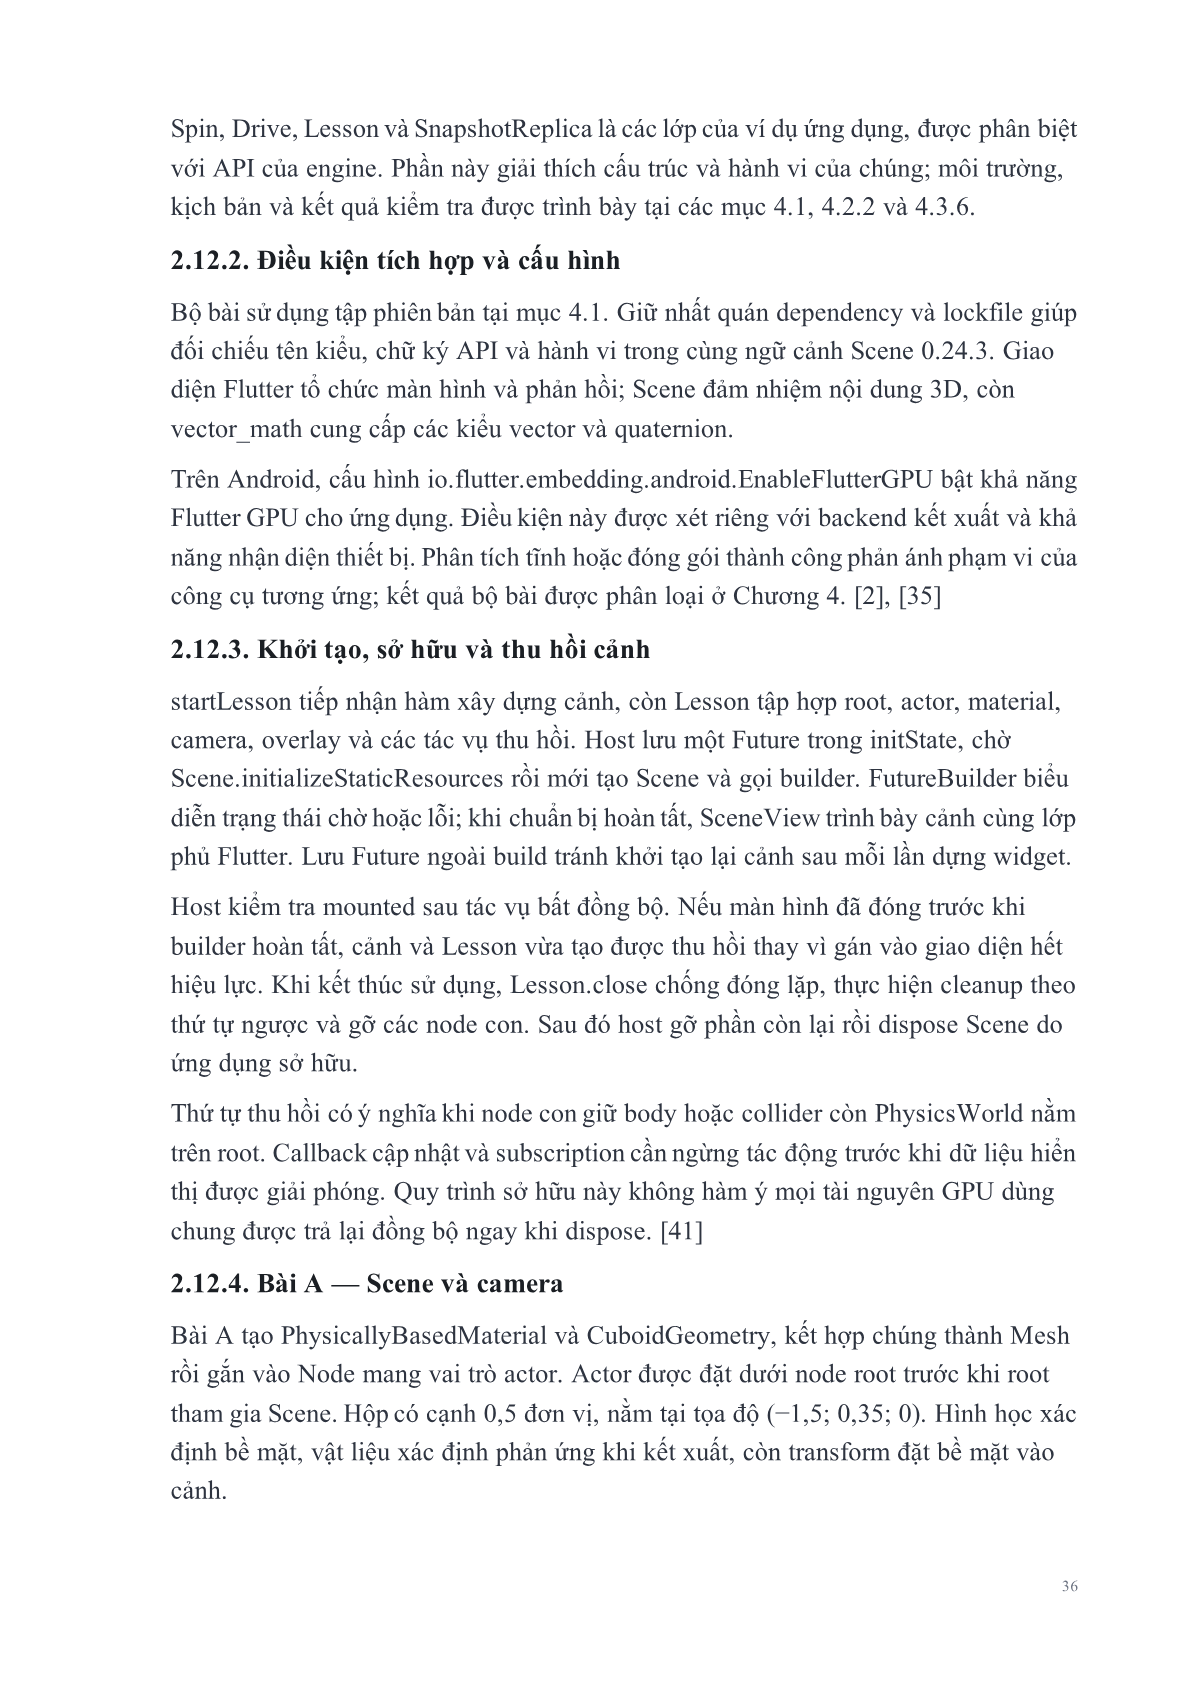 Spin, Drive, Lesson và SnapshotReplica là các lớp của ví dụ ứng dụng, được phân biệt
với API của engine. Phần này giải thích cấu trúc và hành vi của chúng; môi trường,
kịch bản và kết quả kiểm tra được trình bày tại các mục 4.1, 4.2.2 và 4.3.6.
2.12.2. Điều kiện tích hợp và cấu hình
Bộ bài sử dụng tập phiên bản tại mục 4.1. Giữ nhất quán dependency và lockfile giúp
đối chiếu tên kiểu, chữ ký API và hành vi trong cùng ngữ cảnh Scene 0.24.3. Giao
diện Flutter tổ chức màn hình và phản hồi; Scene đảm nhiệm nội dung 3D, còn
vector_math cung cấp các kiểu vector và quaternion.
Trên Android, cấu hình io.flutter.embedding.android.EnableFlutterGPU bật khả năng
Flutter GPU cho ứng dụng. Điều kiện này được xét riêng với backend kết xuất và khả
năng nhận diện thiết bị. Phân tích tĩnh hoặc đóng gói thành công phản ánh phạm vi của
công cụ tương ứng; kết quả bộ bài được phân loại ở Chương 4. [2], [35]
2.12.3. Khởi tạo, sở hữu và thu hồi cảnh
startLesson tiếp nhận hàm xây dựng cảnh, còn Lesson tập hợp root, actor, material,
camera, overlay và các tác vụ thu hồi. Host lưu một Future trong initState, chờ
Scene.initializeStaticResources rồi mới tạo Scene và gọi builder. FutureBuilder biểu
diễn trạng thái chờ hoặc lỗi; khi chuẩn bị hoàn tất, SceneView trình bày cảnh cùng lớp
phủ Flutter. Lưu Future ngoài build tránh khởi tạo lại cảnh sau mỗi lần dựng widget.
Host kiểm tra mounted sau tác vụ bất đồng bộ. Nếu màn hình đã đóng trước khi
builder hoàn tất, cảnh và Lesson vừa tạo được thu hồi thay vì gán vào giao diện hết
hiệu lực. Khi kết thúc sử dụng, Lesson.close chống đóng lặp, thực hiện cleanup theo
thứ tự ngược và gỡ các node con. Sau đó host gỡ phần còn lại rồi dispose Scene do
ứng dụng sở hữu.
Thứ tự thu hồi có ý nghĩa khi node con giữ body hoặc collider còn PhysicsWorld nằm
trên root. Callback cập nhật và subscription cần ngừng tác động trước khi dữ liệu hiển
thị được giải phóng. Quy trình sở hữu này không hàm ý mọi tài nguyên GPU dùng
chung được trả lại đồng bộ ngay khi dispose. [41]
2.12.4. Bài A — Scene và camera
Bài A tạo PhysicallyBasedMaterial và CuboidGeometry, kết hợp chúng thành Mesh
rồi gắn vào Node mang vai trò actor. Actor được đặt dưới node root trước khi root
tham gia Scene. Hộp có cạnh 0,5 đơn vị, nằm tại tọa độ (−1,5; 0,35; 0). Hình học xác
định bề mặt, vật liệu xác định phản ứng khi kết xuất, còn transform đặt bề mặt vào
cảnh.
36